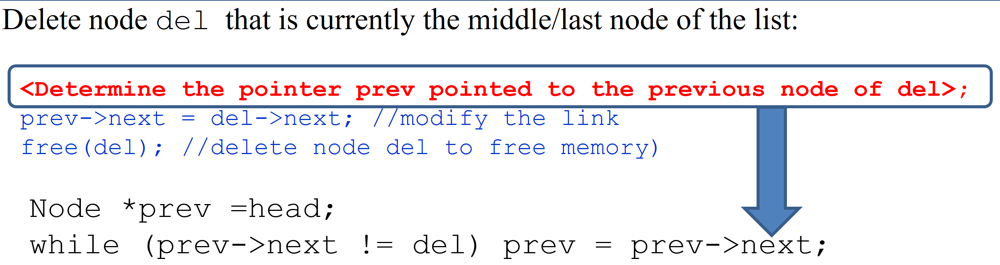 Delete node del that is currently the middle/last node of the list:
<Determine the pointer prev pointed to the previous node of del>;
prev->next = del->next; //modify the link
free(del); //delete node del to free memory)
Node *prev =head;
while (prev->next != del) prev = prev->next;